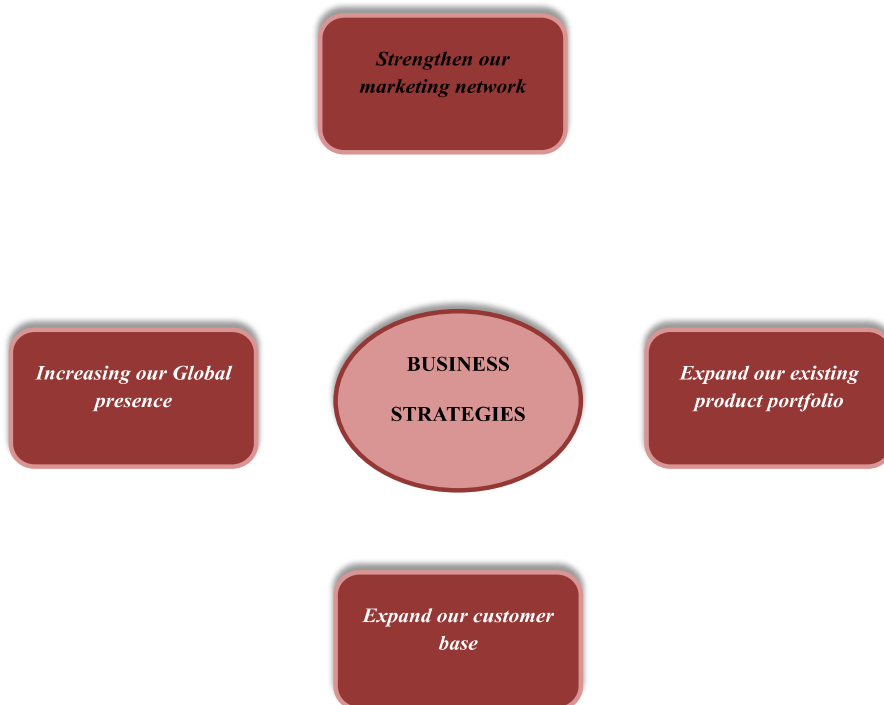 Strengthen our
marketing network
Increasing our Global
presence
BUSINESS
STRATEGIES
Expand our existing
product portfolio
Expand our customer
base